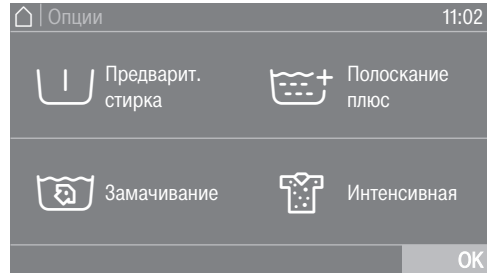 Опции
11:02
Предварит.
стирка
Полоскание
плюс
Замачивание
Интенсивная
OK